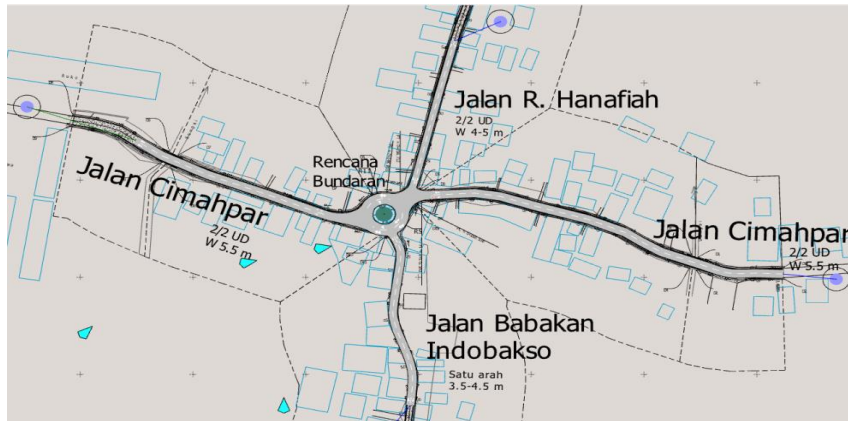 Jalan R. Hanafiah
2/2 UD
W 4-5 m
Rencana
Bundaran
Jalan Cimahpar
2/2 UD
W 5.5 m
Jalan Cimahpar
2/2 UD
W 5.5 m
Jalan Babakan
Indobakso
Satu arah
3.5-4.5 m